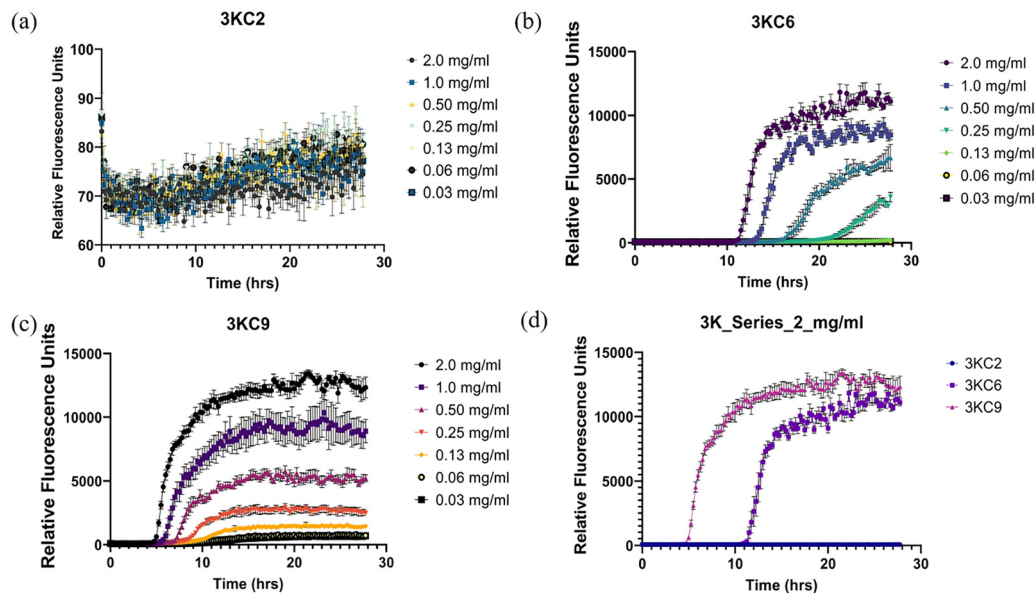 (a)
3KC2
Relative Fluorescence Units
100
90
80
70
60
0
10
20
30
Time (hrs)
2.0 mg/ml
1.0 mg/ml
0.50 mg/ml
0.25 mg/ml
0.13 mg/ml
0.06 mg/ml
0.03 mg/ml
(b)
3KC6
Relative Fluorescence Units
15000
10000
5000
0
0
10
20
30
Time (hrs)
2.0 mg/ml
1.0 mg/ml
0.50 mg/ml
0.25 mg/ml
0.13 mg/ml
0.06 mg/ml
0.03 mg/ml
(c)
3KC9
Relative Fluorescence Units
15000
10000
5000
0
0
10
20
30
Time (hrs)
2.0 mg/ml
1.0 mg/ml
0.50 mg/ml
0.25 mg/ml
0.13 mg/ml
0.06 mg/ml
0.03 mg/ml
(d)
3K_Series_2_mg/ml
Relative Fluorescence Units
15000
10000
5000
0
0
10
20
30
Time (hrs)
3KC2
3KC6
3KC9